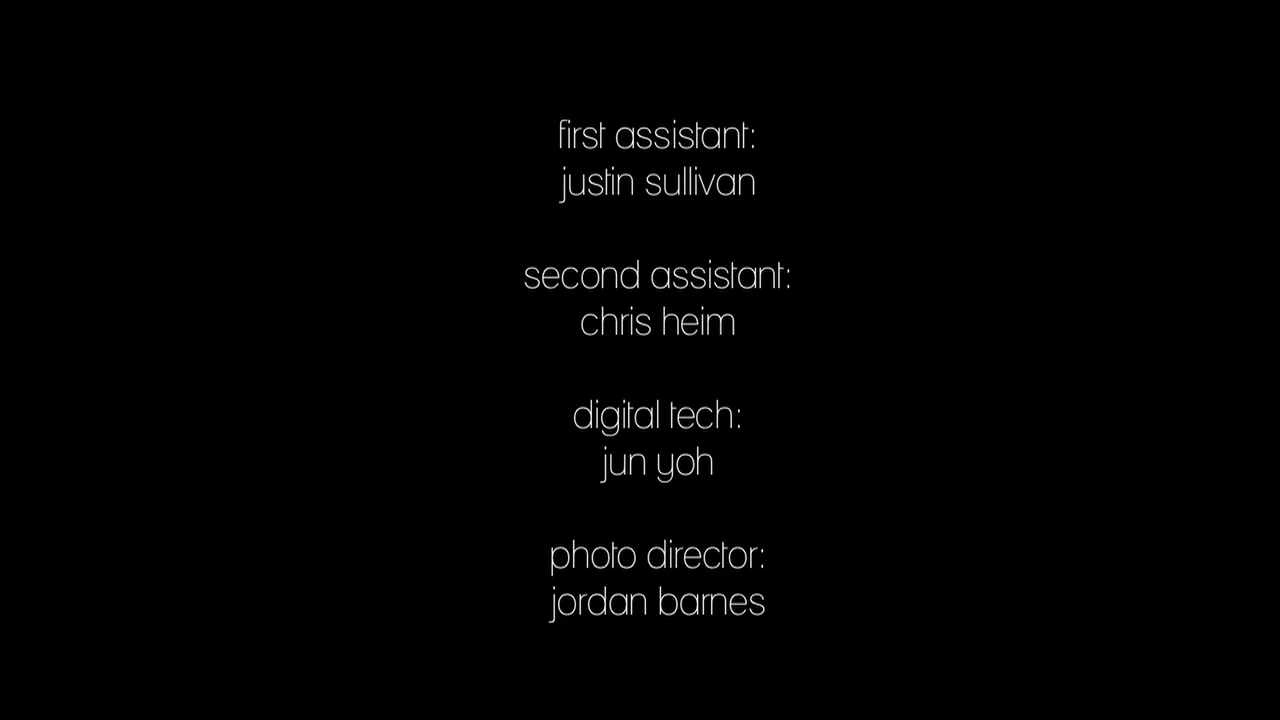 first assistant:
justin sullivan
second assistant:
chris heim
digital tech:
jun yoh
photo director:
jordan barnes